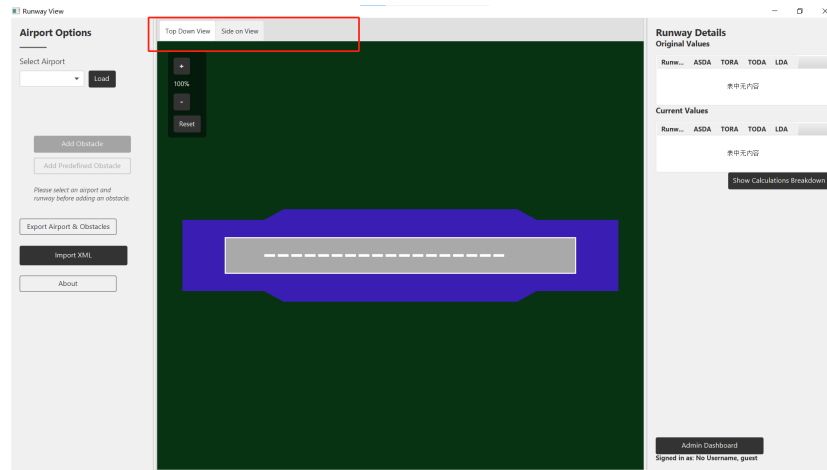 Runway View
Airport Options
Select Airport
Load
Add Obstacle
Add Predefined Obstacle
Please select an airport and
runway before adding an obstacle.
Export Airport & Obstacles
Import XML
About
Top Down View Side on View
+
100%
-
Reset
Runway Details
Original Values
Runw... ASDA TORA TODA LDA
表中无内容
Current Values
Runw... ASDA TORA TODA LDA
表中无内容
Show Calculations Breakdown
Admin Dashboard
Signed in as: No Username, guest